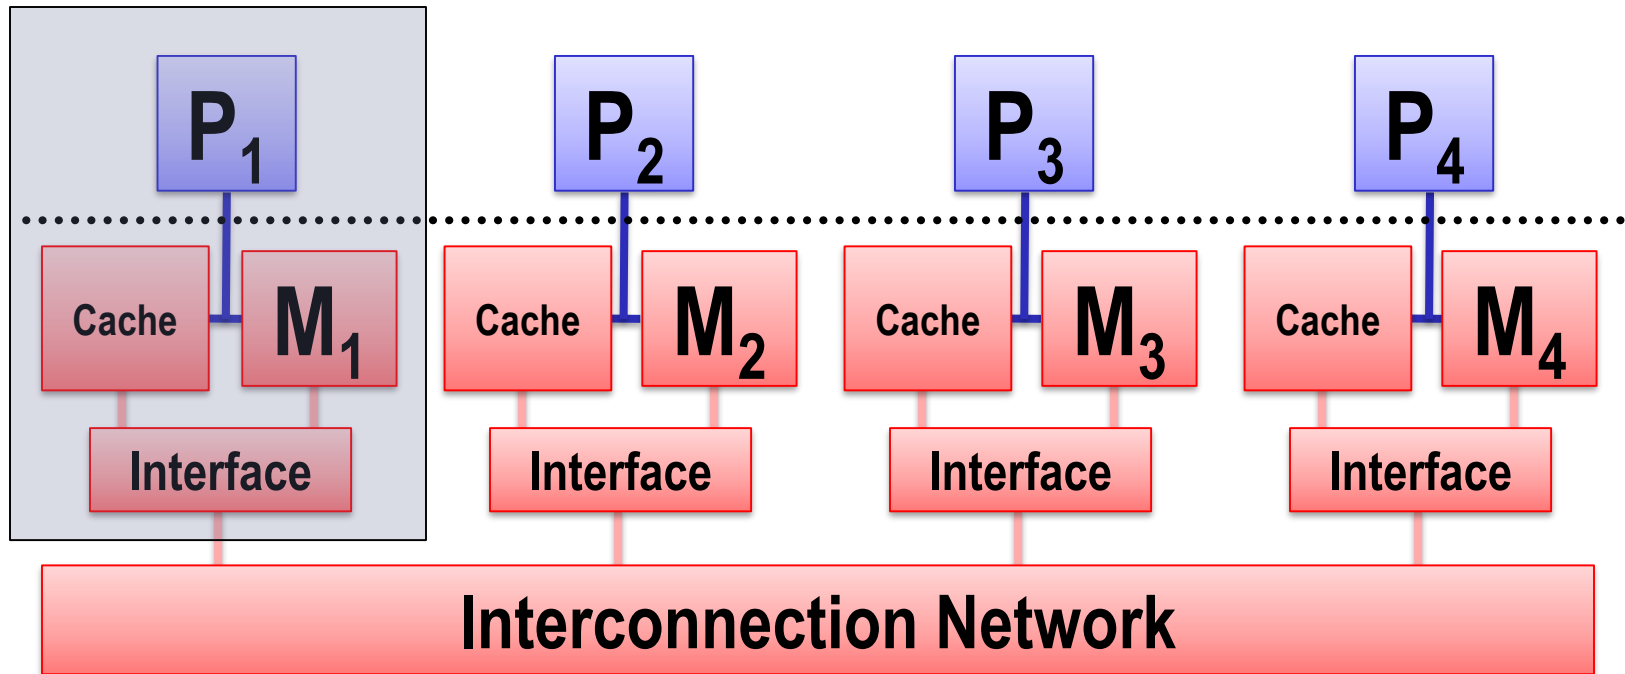 P1 P2 P3 P4
Cache M1 Cache M2 Cache M3 Cache M4
Interface Interface Interface Interface
Interconnection Network